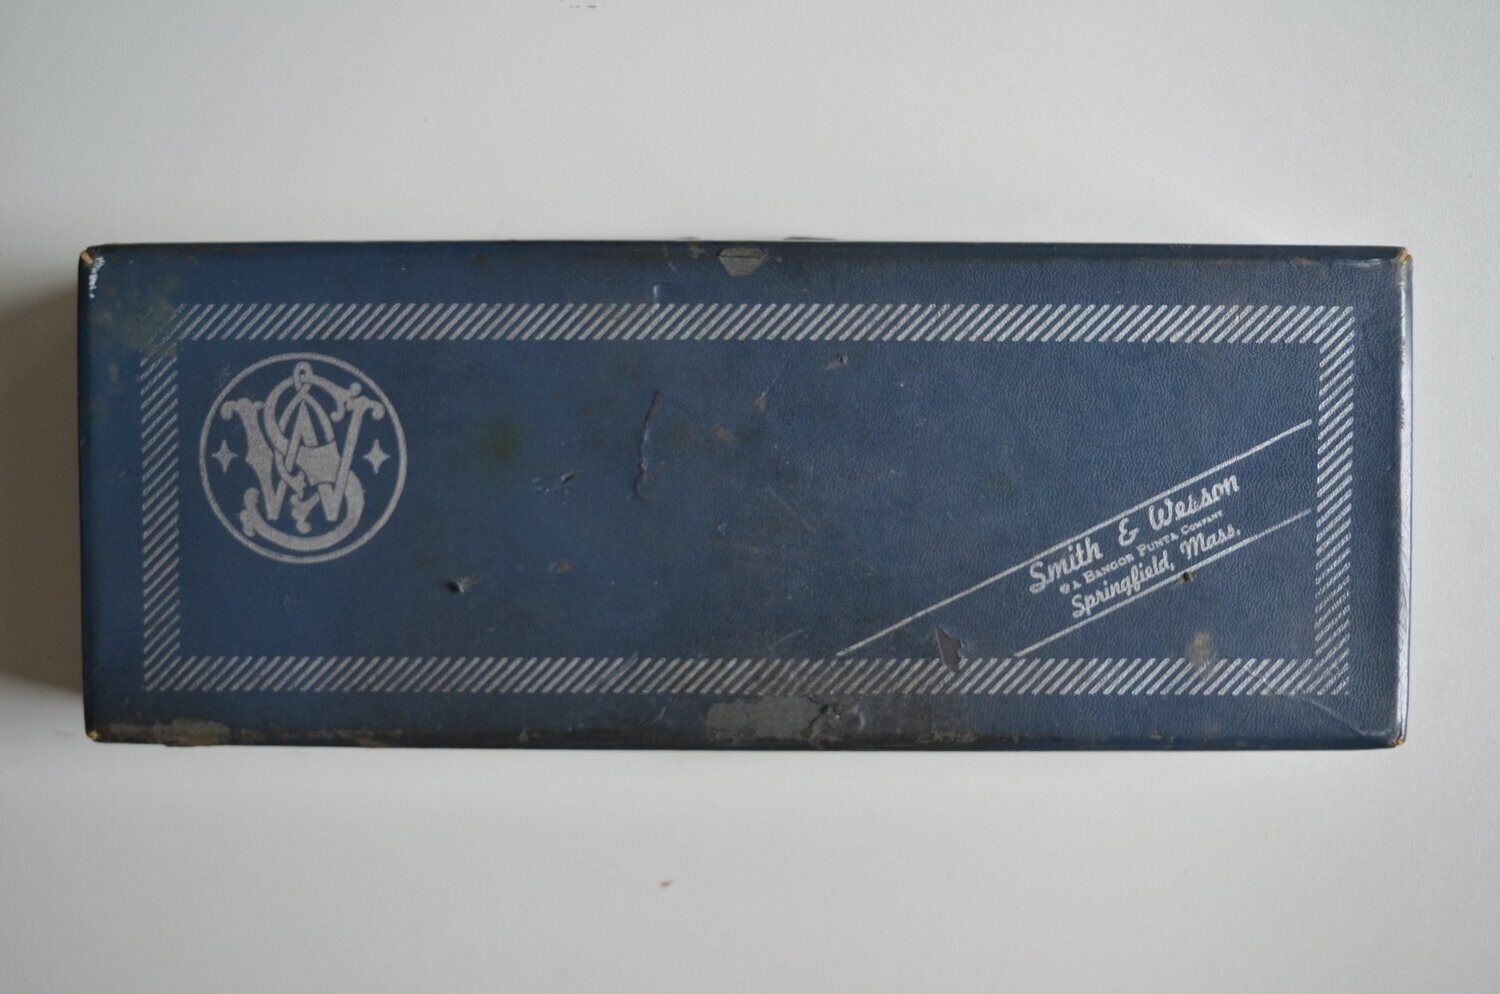 Smith & Wesson
A Bangor Punta Company
Springfield, Mass.